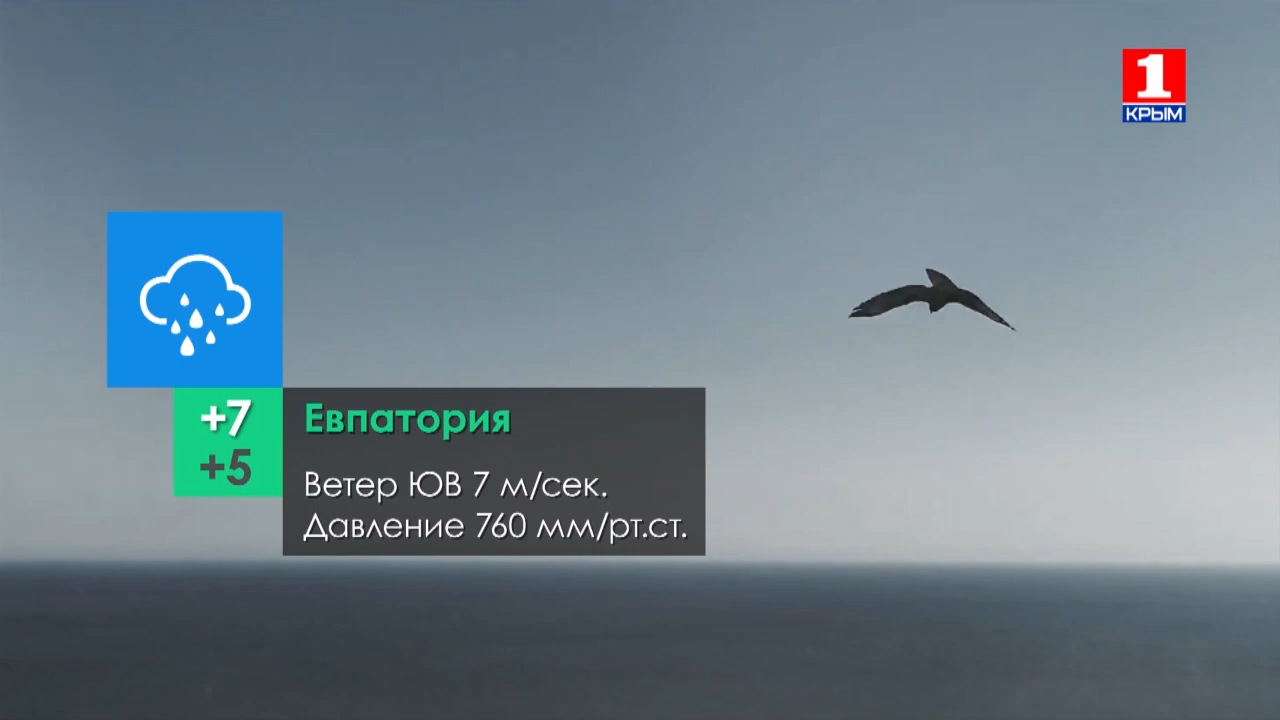 1
КРЫМ
+7
+5
Евпатория
Ветер ЮВ 7 м/сек.
Давление 760 мм/рт.ст.